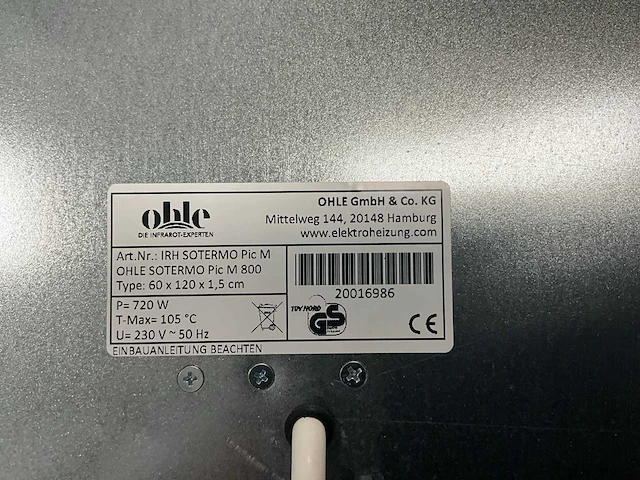 ohle
DIE INFRAROT-EXPERTEN
OHLE GmbH & Co. KG
Mittelweg 144, 20148 Hamburg
www.elektroheizung.com
Art.Nr.: IRH SOTERMO Pic M
OHLE SOTERMO Pic M 800
Type: 60 x 120 x 1,5 cm
20016986
P= 720 W
T-Max= 105 °C
U= 230 V ~ 50 Hz
TÜV NORD
GS
CE
EINBAUANLEITUNG BEACHTEN